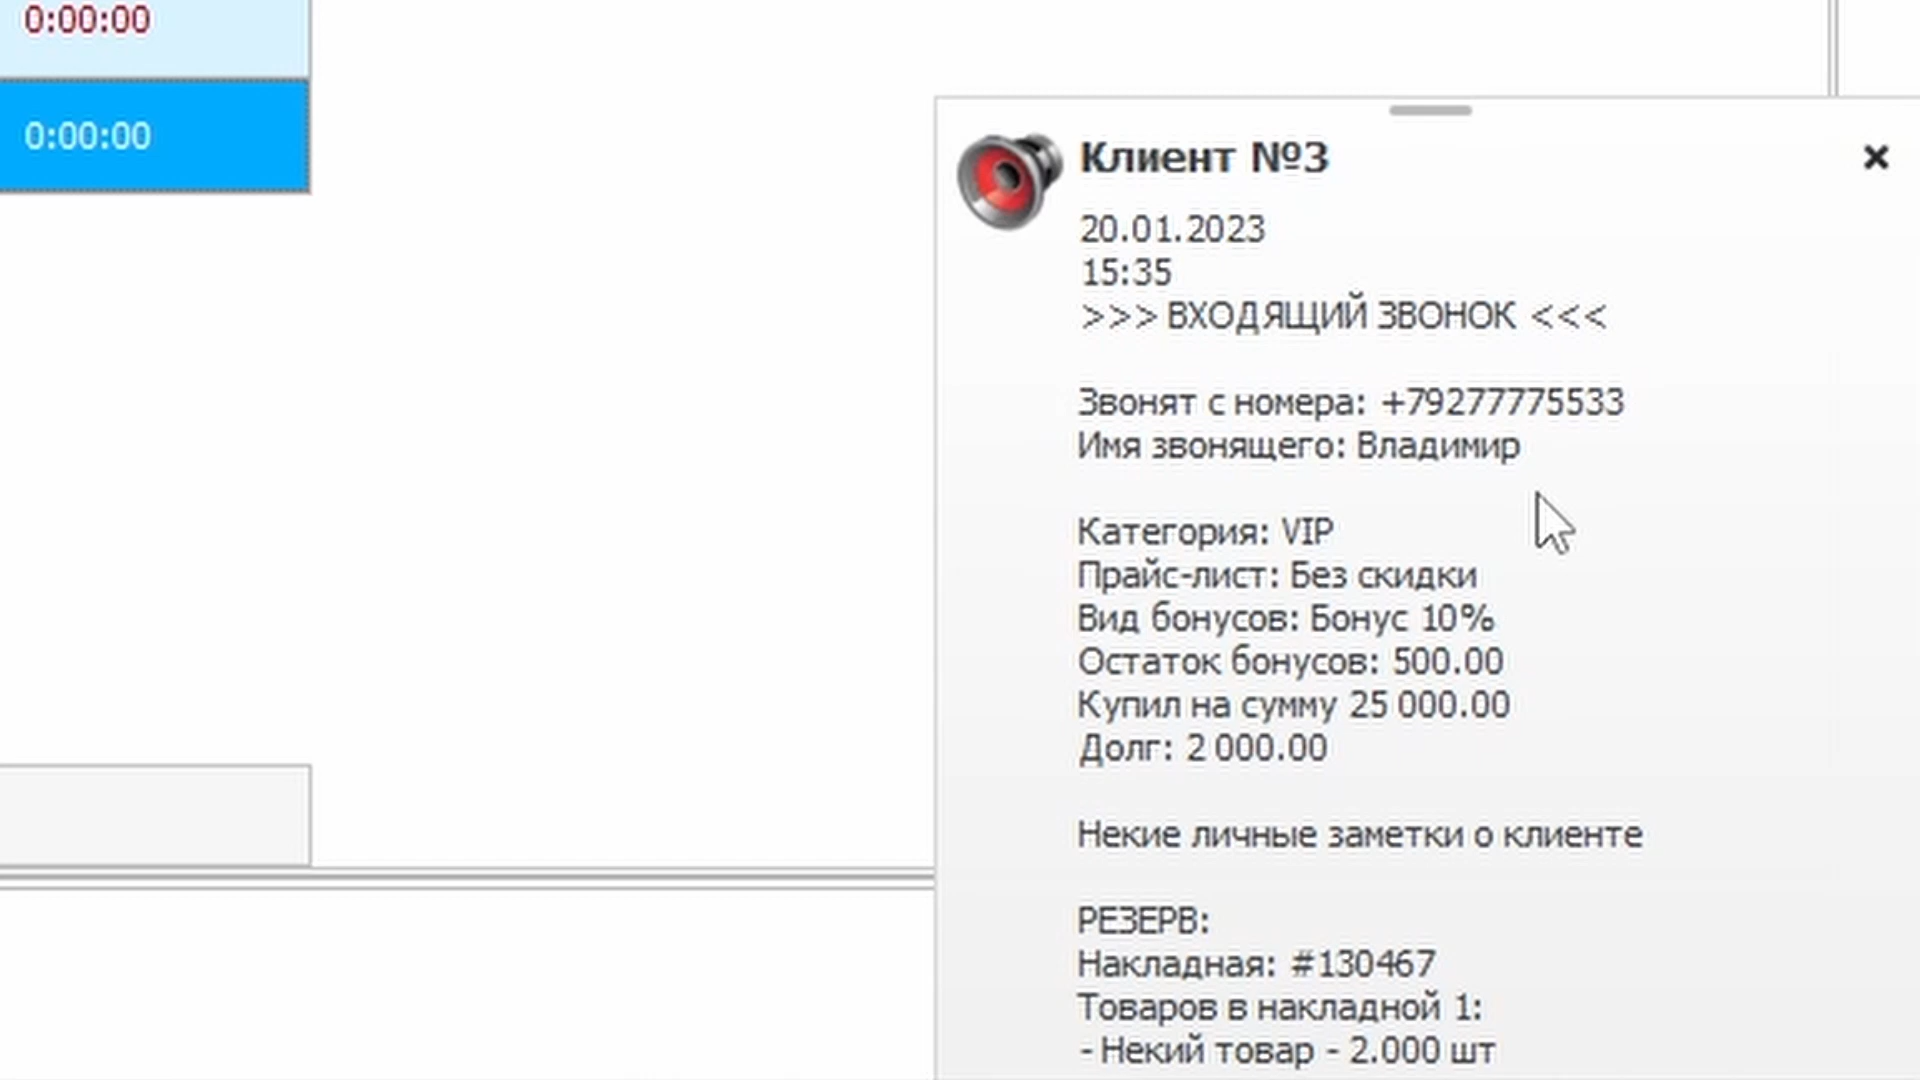 0:00:00
0:00:00
Клиент №3
20.01.2023
15:35
>>> ВХОДЯЩИЙ ЗВОНОК <<<
Звонят с номера: +79277775533
Имя звонящего: Владимир
Категория: VIP
Прайс-лист: Без скидки
Вид бонусов: Бонус 10%
Остаток бонусов: 500.00
Купил на сумму 25 000.00
Долг: 2 000.00
Некие личные заметки о клиенте
РЕЗЕРВ:
Накладная: #130467
Товаров в накладной 1:
- Некий товар - 2.000 шт